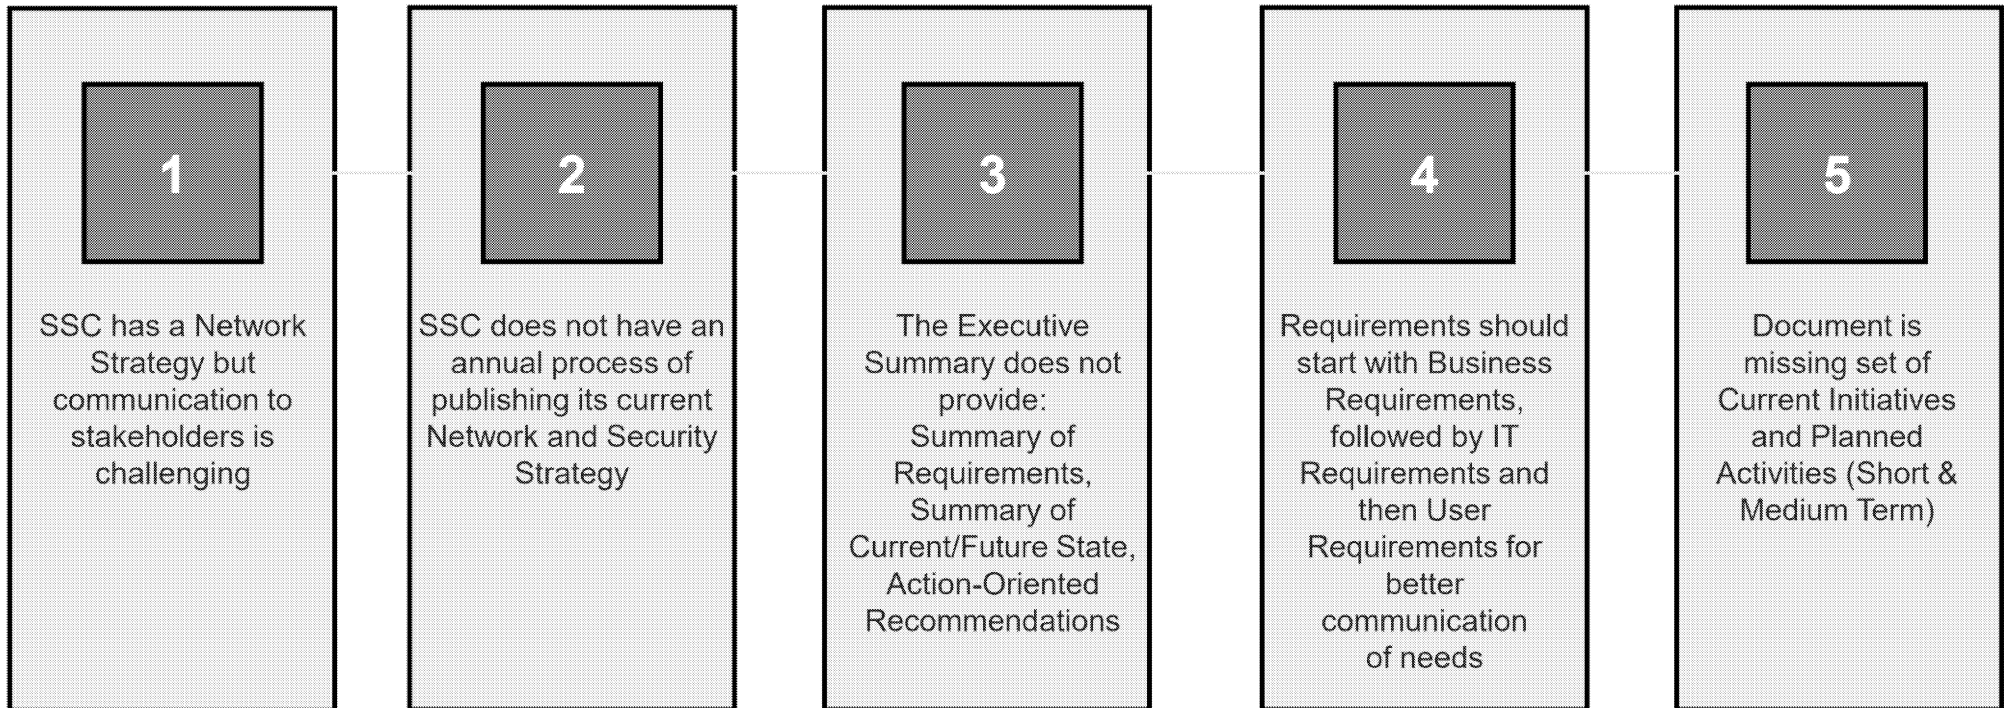 1
SSC has a Network
Strategy but
communication to
stakeholders is
challenging
2
SSC does not have an
annual process of
publishing its current
Network and Security
Strategy
3
The Executive
Summary does not
provide:
Summary of
Requirements,
Summary of
Current/Future State,
Action-Oriented
Recommendations
4
Requirements should
start with Business
Requirements,
followed by IT
Requirements and
then User
Requirements for
better
communication
of needs
5
Document is
missing set of
Current Initiatives
and Planned
Activities (Short &
Medium Term)